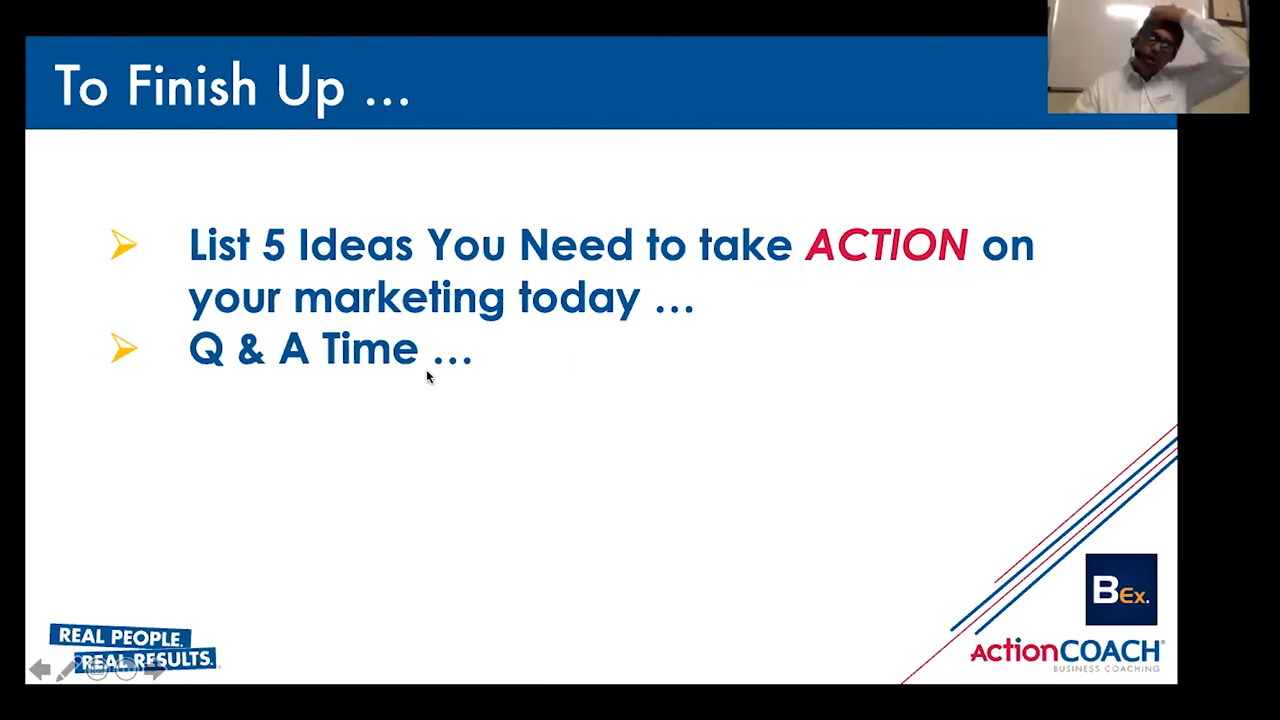 To Finish Up ...
List 5 Ideas You Need to take ACTION on
your marketing today ...
Q & A Time ...
BEx.
REAL PEOPLE.
REAL RESULTS.
ActionCOACH®
BUSINESS COACHING